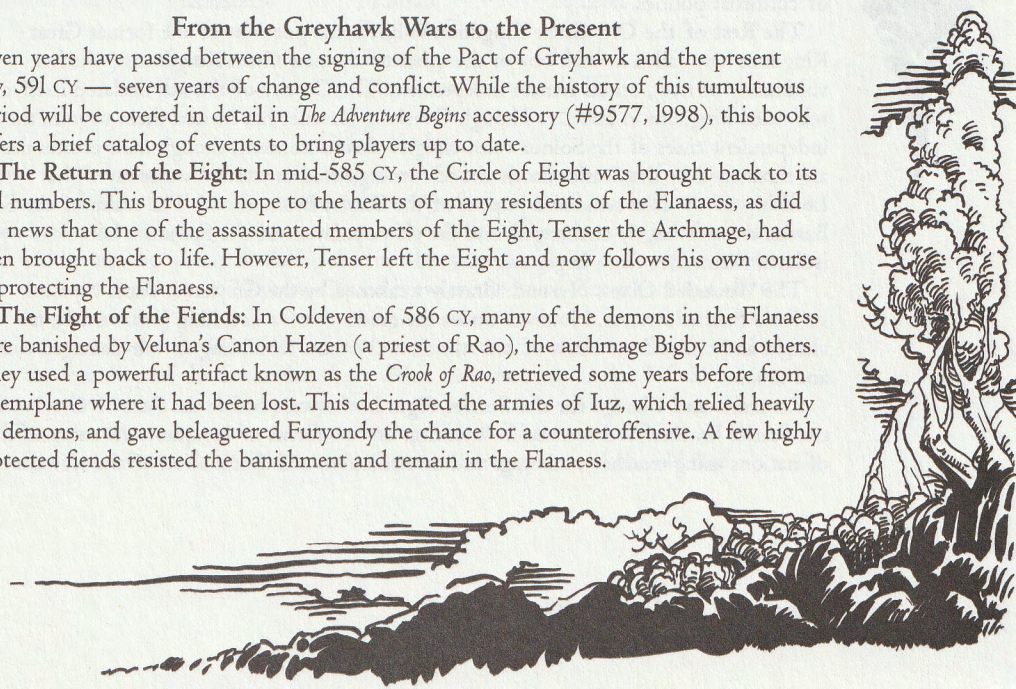 From the Greyhawk Wars to the Present
ven years have passed between the signing of the Pact of Greyhawk and the present
, 591 CY — seven years of change and conflict. While the history of this tumultuous
riod will be covered in detail in The Adventure Begins accessory (#9577, 1998), this book
ers a brief catalog of events to bring players up to date.
The Return of the Eight: In mid-585 CY, the Circle of Eight was brought back to its
l numbers. This brought hope to the hearts of many residents of the Flanaess, as did
news that one of the assassinated members of the Eight, Tenser the Archmage, had
en brought back to life. However, Tenser left the Eight and now follows his own course
protecting the Flanaess.
The Flight of the Fiends: In Coldeven of 586 CY, many of the demons in the Flanaess
re banished by Veluna's Canon Hazen (a priest of Rao), the archmage Bigby and others.
ey used a powerful artifact known as the Crook of Rao, retrieved some years before from
emiplane where it had been lost. This decimated the armies of Iuz, which relied heavily
demons, and gave beleaguered Furyondy the chance for a counteroffensive. A few highly
otected fiends resisted the banishment and remain in the Flanaess.